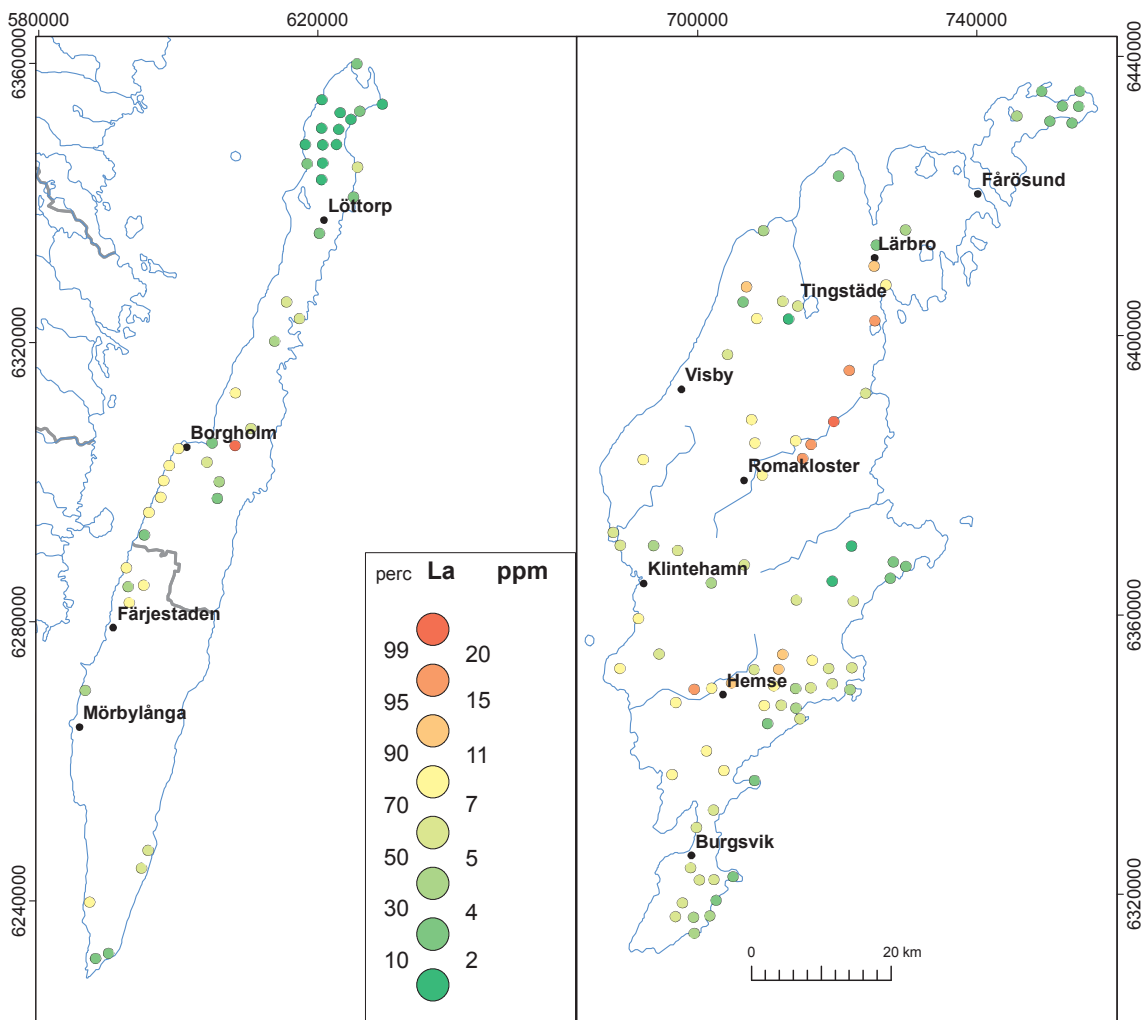 580000
620000
700000
740000
6360000
6320000
6280000
6240000
6440000
6400000
6360000
6320000
Löttorp
Borgholm
Färjestaden
Mörbylånga
Fårösund
Lärbro
Tingstäde
Visby
Romakloster
Klintehamn
Hemse
Burgsvik
perc La ppm
99 20
95 15
90 11
70 7
50 5
30 4
10 2
0 20 km